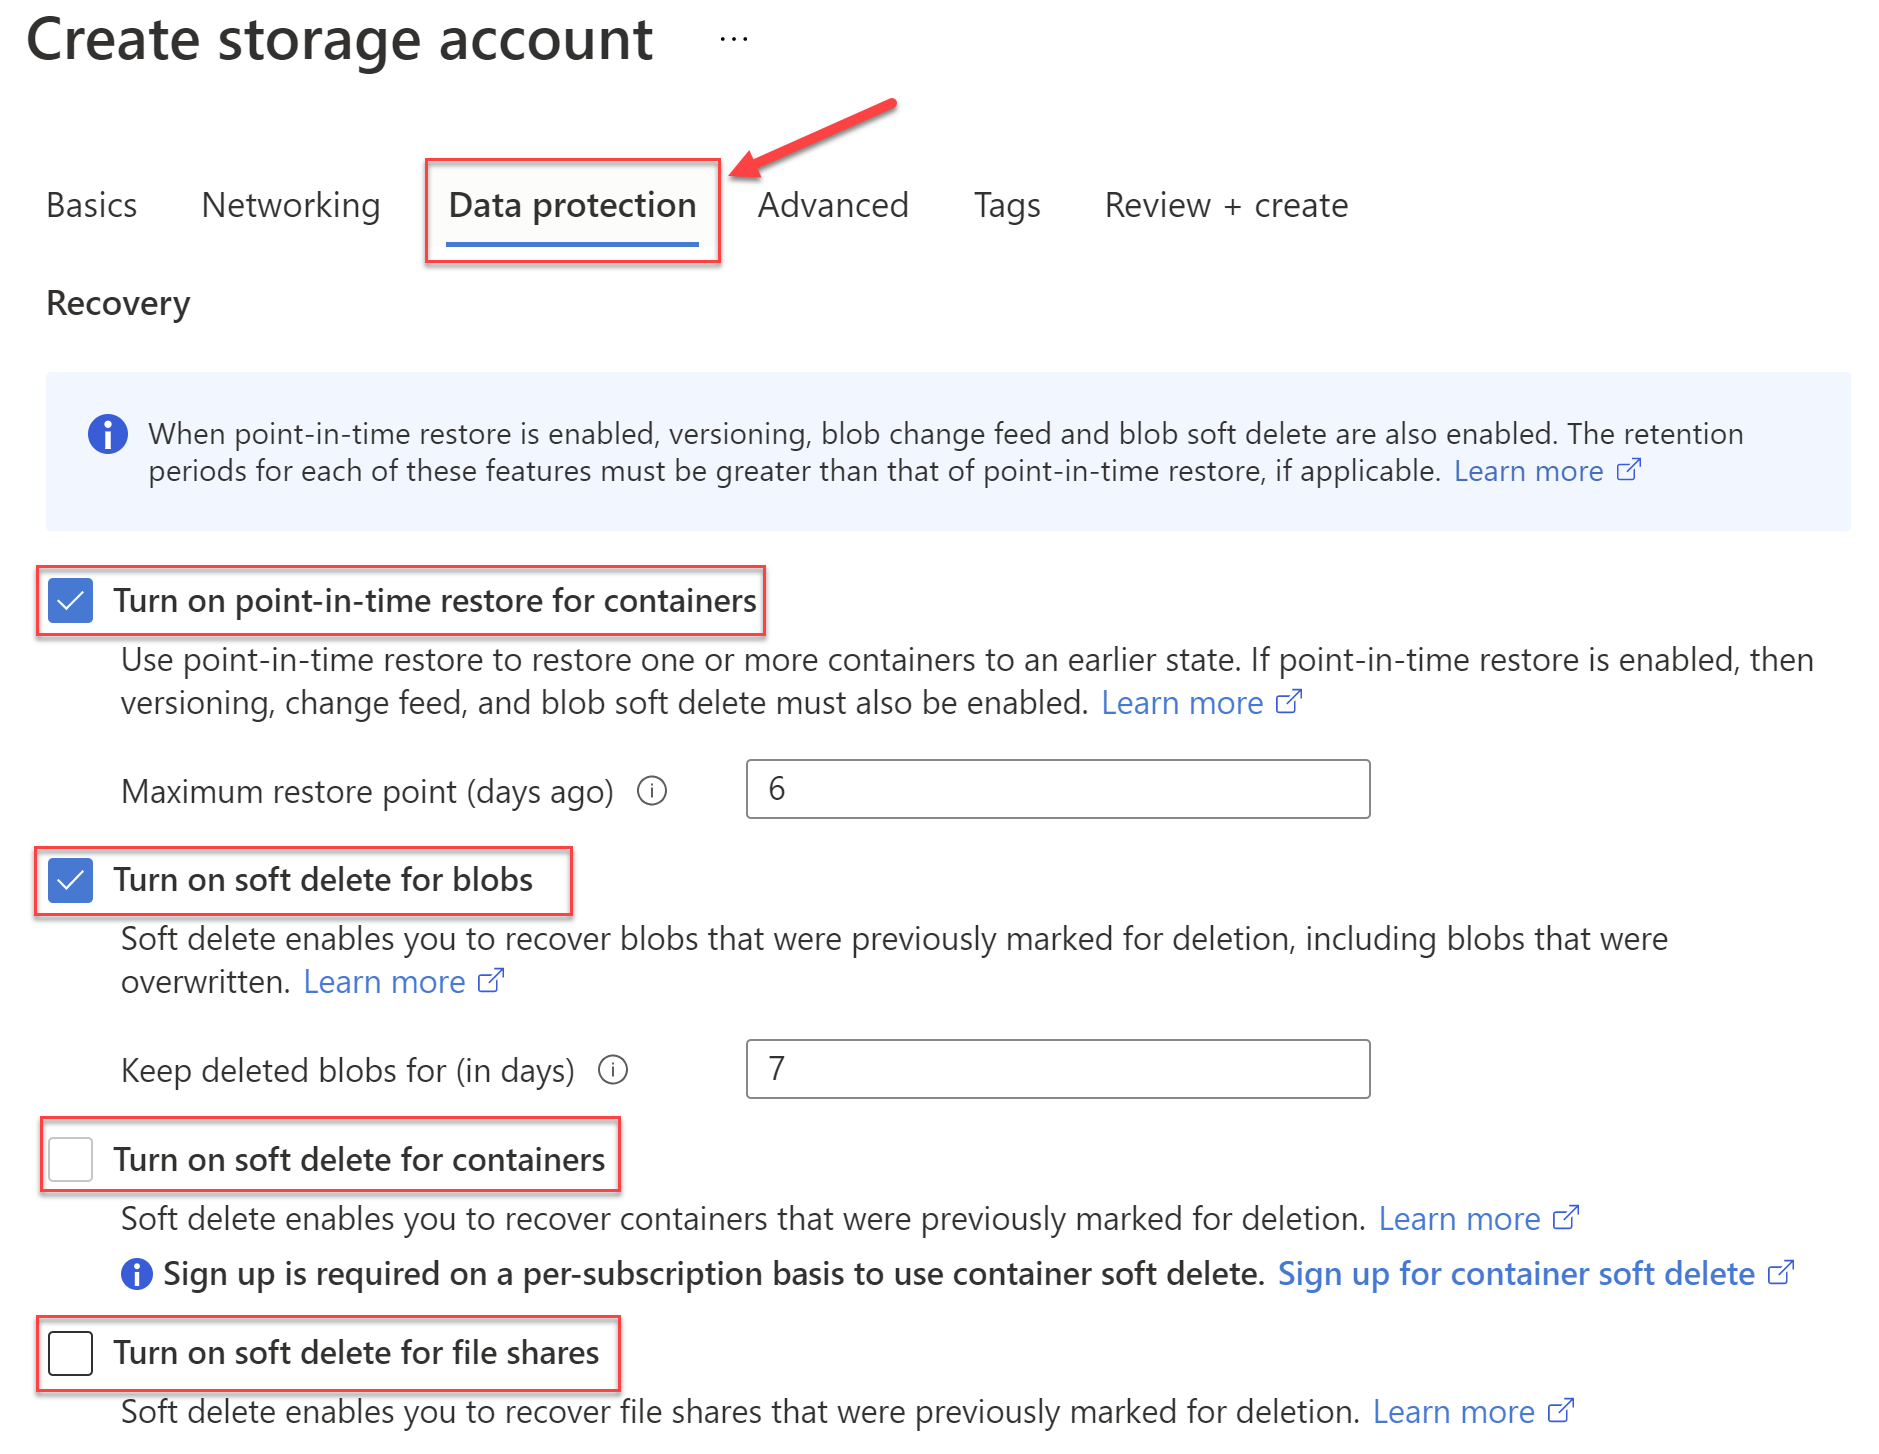 Create storage account ...
Basics Networking Data protection Advanced Tags Review + create
Recovery
When point-in-time restore is enabled, versioning, blob change feed and blob soft delete are also enabled. The retention
periods for each of these features must be greater than that of point-in-time restore, if applicable. Learn more
Turn on point-in-time restore for containers
Use point-in-time restore to restore one or more containers to an earlier state. If point-in-time restore is enabled, then
versioning, change feed, and blob soft delete must also be enabled. Learn more
Maximum restore point (days ago) 6
Turn on soft delete for blobs
Soft delete enables you to recover blobs that were previously marked for deletion, including blobs that were
overwritten. Learn more
Keep deleted blobs for (in days) 7
Turn on soft delete for containers
Soft delete enables you to recover containers that were previously marked for deletion. Learn more
Sign up is required on a per-subscription basis to use container soft delete. Sign up for container soft delete
Turn on soft delete for file shares
Soft delete enables you to recover file shares that were previously marked for deletion. Learn more